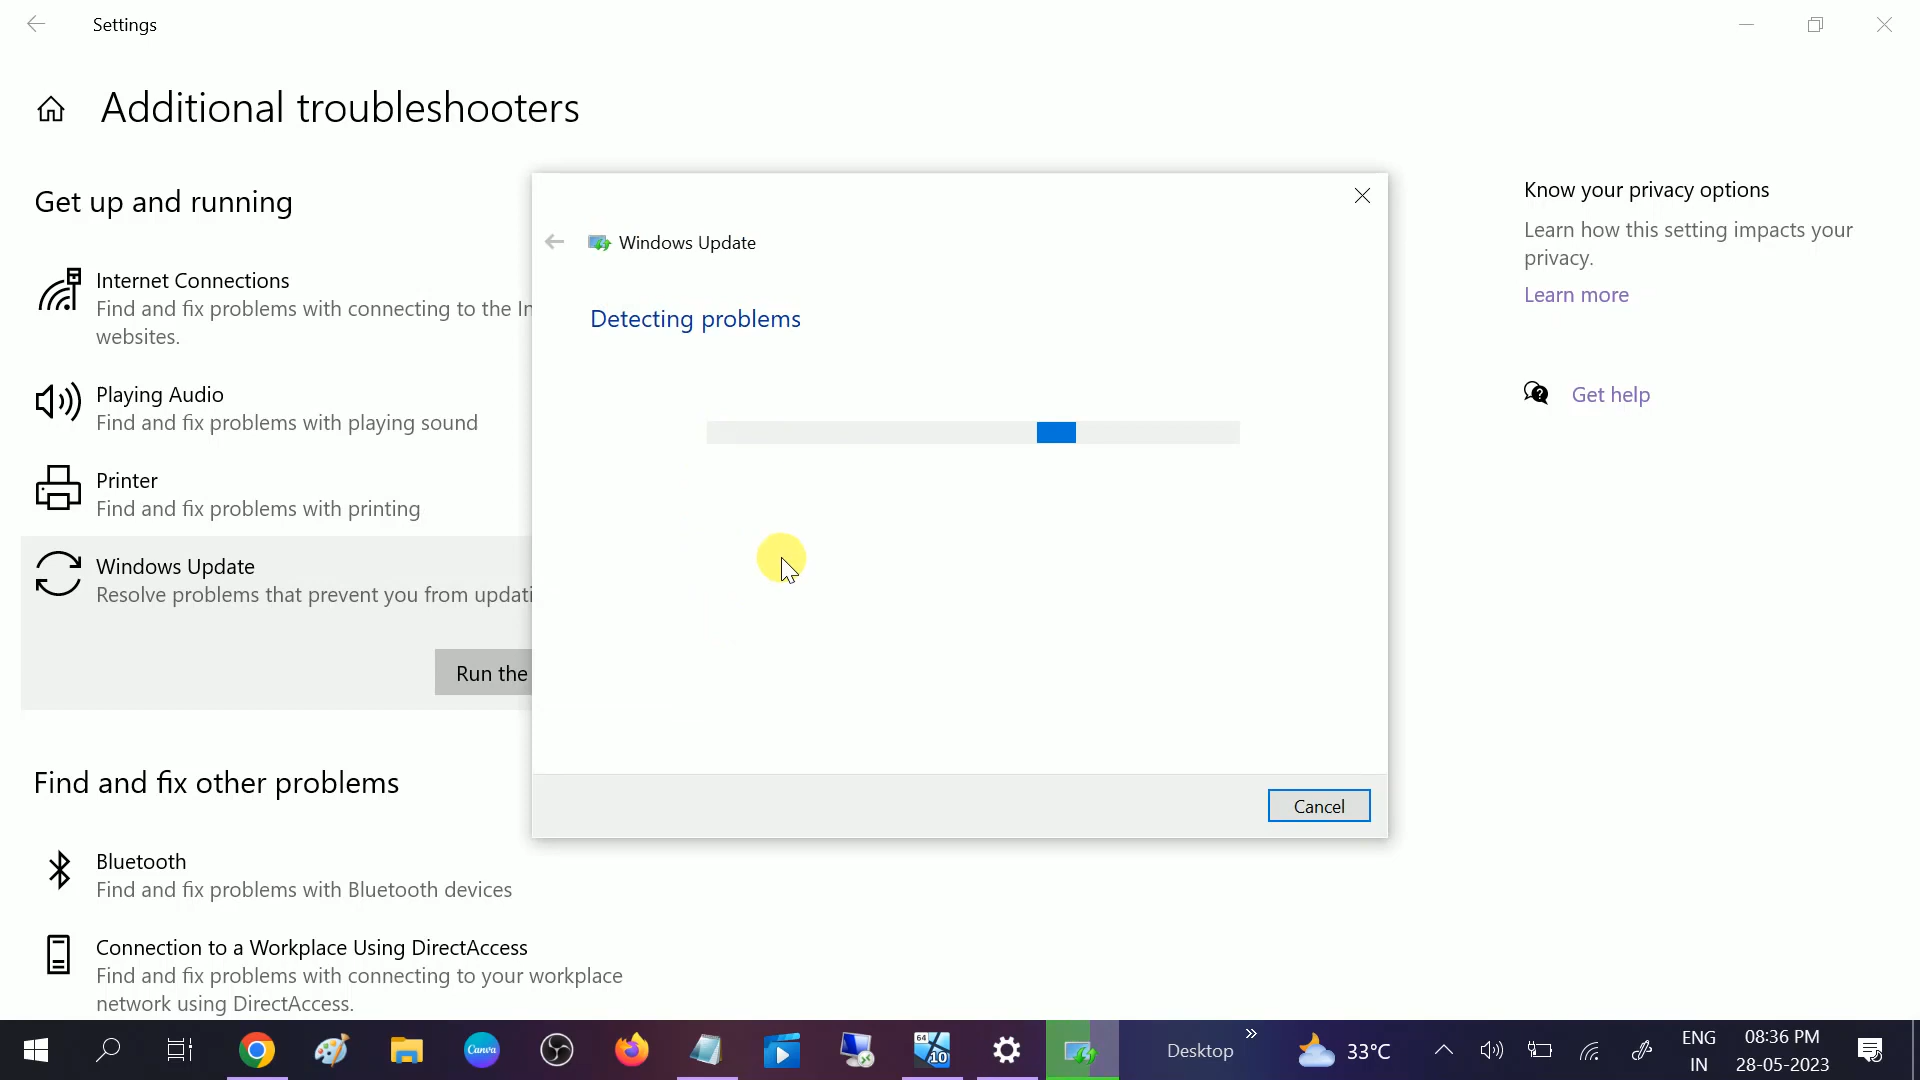 Settings
Additional troubleshooters
Get up and running
Internet Connections
Find and fix problems with connecting to the In
websites.
Playing Audio
Find and fix problems with playing sound
Printer
Find and fix problems with printing
Windows Update
Resolve problems that prevent you from updati
Run the
Find and fix other problems
Bluetooth
Find and fix problems with Bluetooth devices
Connection to a Workplace Using DirectAccess
Find and fix problems with connecting to your workplace
network using DirectAccess.
Windows Update
Detecting problems
Cancel
Know your privacy options
Learn how this setting impacts your
privacy.
Learn more
Get help
Canva
64
10
Desktop
33°C
ENG
IN
08:36 PM
28-05-2023